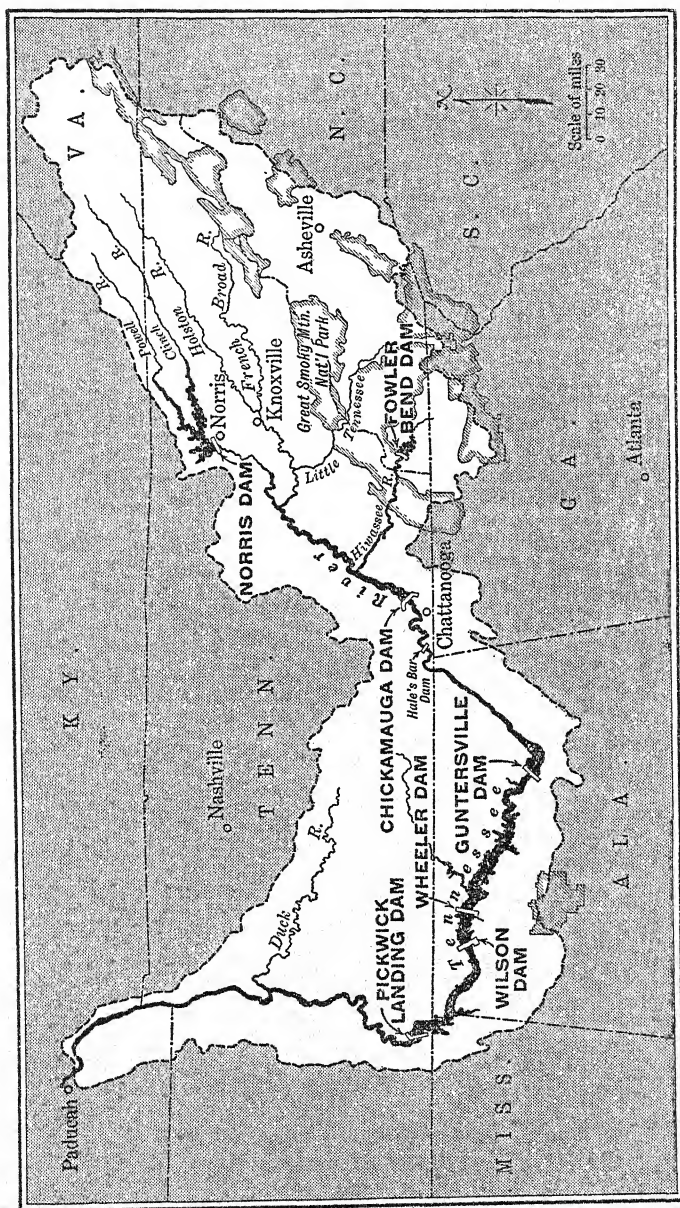 KY.
VA.
N. C.
S. C.
GA.
ALA.
MISS.
TENN.
Paducah
Nashville
Duck R.
Powell R.
Clinch R.
Holston
French Broad R.
Norris
NORRIS DAM
Knoxville
Asheville
Great Smoky Mtn.
Nat'l Park
Little Tennessee
FOWLER
BEND DAM
Hiwassee R.
River
CHICKAMAUGA DAM
Hale's Bar
Dam
Chattanooga
Atlanta
WHEELER DAM
GUNTERSVILLE
DAM
PICKWICK
LANDING DAM
Tennessee
WILSON
DAM
N
Scale of miles
0 10 20 30